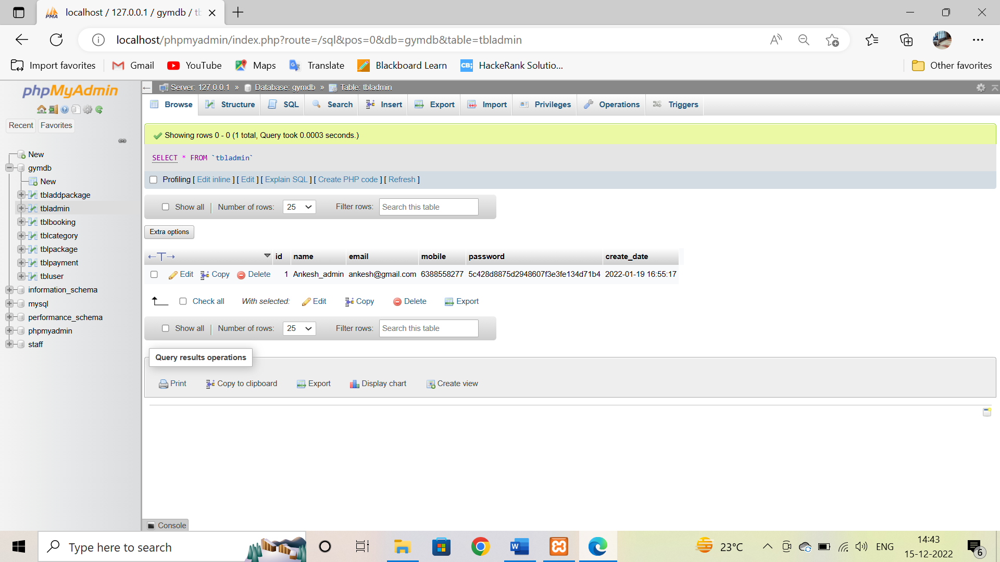 localhost / 127.0.0.1 / gymdb / tb
localhost/phpmyadmin/index.php?route=/sql&pos=0&db=gymdb&table=tbladmin
Import favorites Gmail YouTube Maps Translate Blackboard Learn HackeRank Solutio... Other favorites
phpMyAdmin
Recent Favorites
New
gymdb
New
tbladdpackage
tbladmin
tblbooking
tblcategory
tblpackage
tblpayment
tbluser
information_schema
mysql
performance_schema
phpmyadmin
staff
Server: 127.0.0.1 » Database: gymdb » Table: tbladmin
Browse Structure SQL Search Insert Export Import Privileges Operations Triggers
Showing rows 0 - 0 (1 total, Query took 0.0003 seconds.)
SELECT * FROM `tbladmin`
Profiling [ Edit inline ] [ Edit ] [ Explain SQL ] [ Create PHP code ] [ Refresh ]
Show all Number of rows: 25 Filter rows: Search this table
Extra options
id name email mobile password create_date
Edit Copy Delete 1 Ankesh_admin ankesh@gmail.com 6388558277 5c428d8875d2948607f3e3fe134d71b4 2022-01-19 16:55:17
Check all With selected: Edit Copy Delete Export
Show all Number of rows: 25 Filter rows: Search this table
Query results operations
Print Copy to clipboard Export Display chart Create view
Console
Type here to search
23°C ENG
14:43
15-12-2022
6